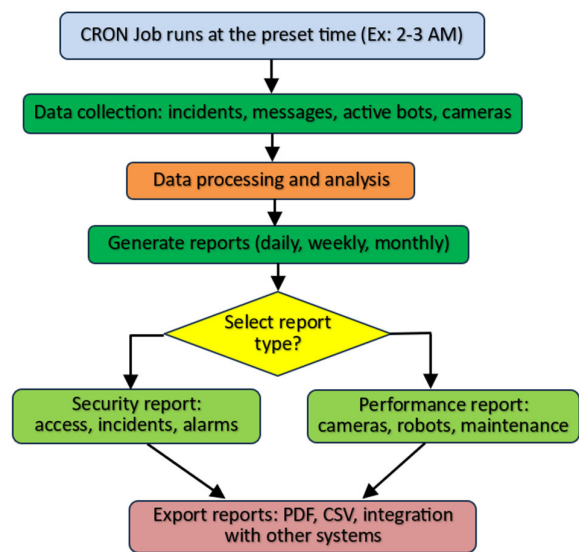 CRON Job runs at the preset time (Ex: 2-3 AM)
Data collection: incidents, messages, active bots, cameras
Data processing and analysis
Generate reports (daily, weekly, monthly)
Select report
type?
Security report:
access, incidents, alarms
Performance report:
cameras, robots, maintenance
Export reports: PDF, CSV, integration
with other systems